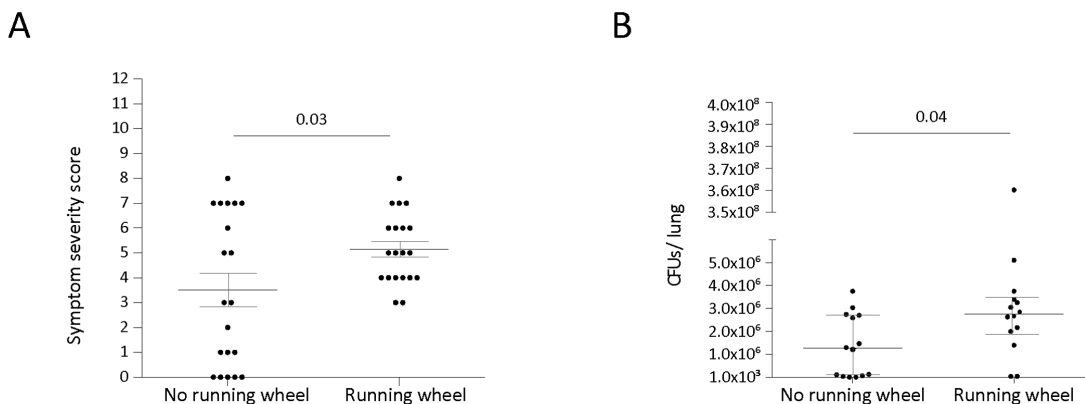 A
Symptom severity score
12
11
10
9
8
7
6
5
4
3
2
1
0
0.03
No running wheel
Running wheel
B
CFUs/ lung
4.0x10⁸
3.9x10⁸
3.8x10⁸
3.7x10⁸
3.6x10⁸
3.5x10⁸
5.0x10⁶
4.0x10⁶
3.0x10⁶
2.0x10⁶
1.0x10⁶
1.0x10³
0.04
No running wheel
Running wheel